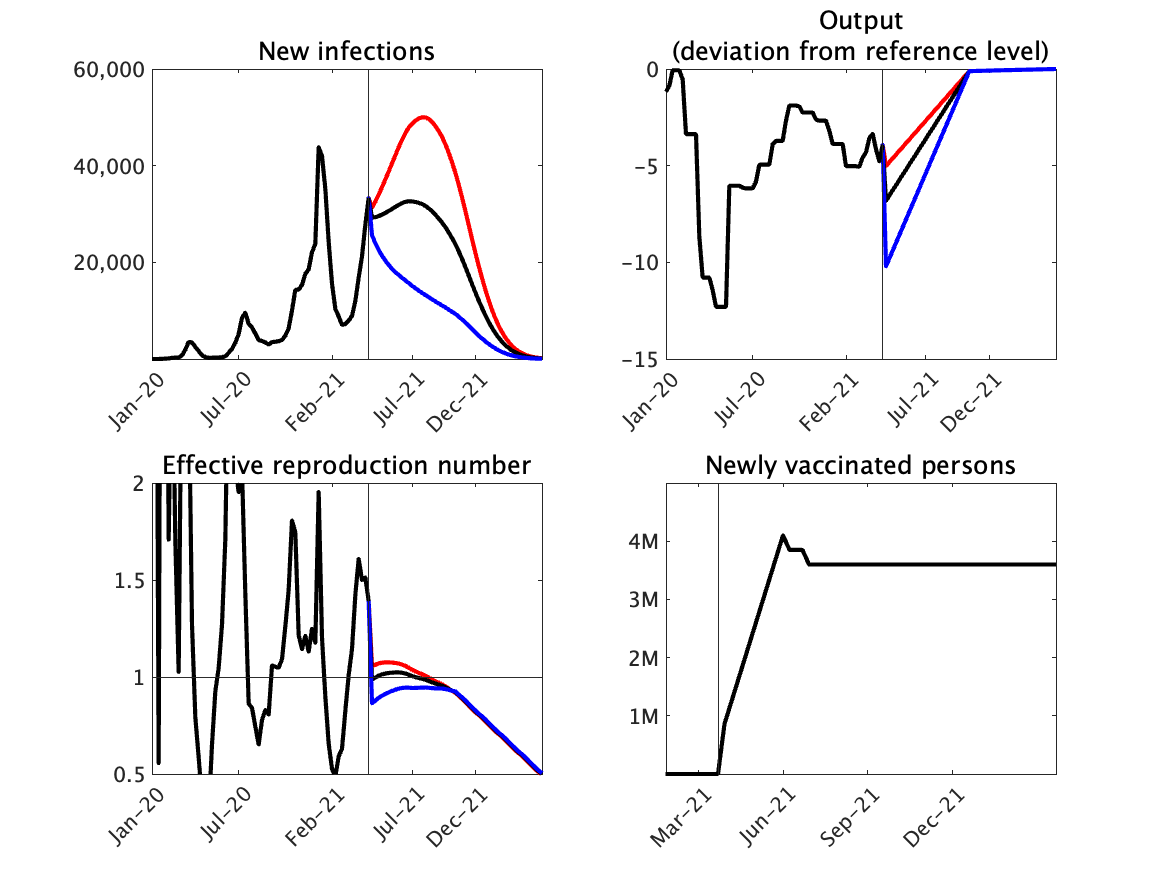 New infections
60,000
40,000
20,000
Jan-20
Jul-20
Feb-21
Jul-21
Dec-21
Output
(deviation from reference level)
0
-5
-10
-15
Jan-20
Jul-20
Feb-21
Jul-21
Dec-21
Effective reproduction number
2
1.5
1
0.5
Jan-20
Jul-20
Feb-21
Jul-21
Dec-21
Newly vaccinated persons
4M
3M
2M
1M
Mar-21
Jun-21
Sep-21
Dec-21